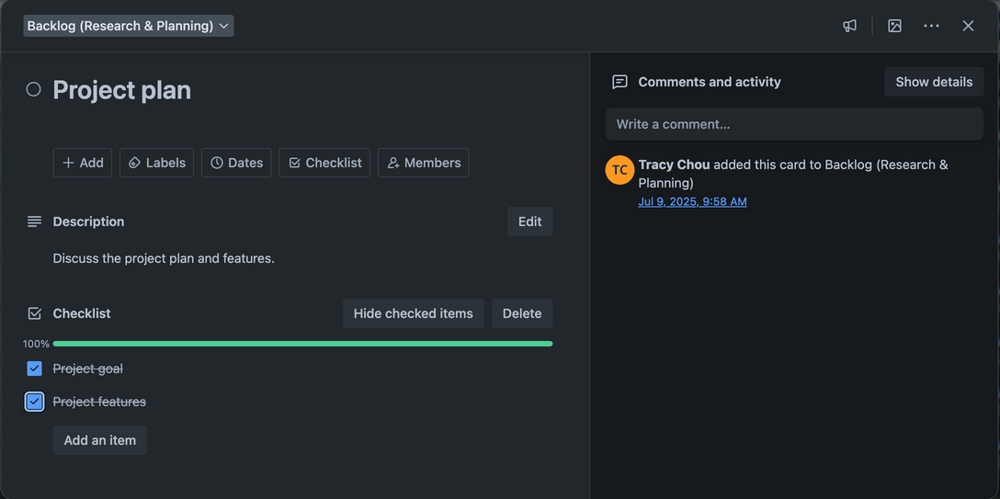 Backlog (Research & Planning)
Project plan
Add
Labels
Dates
Checklist
Members
Description
Edit
Discuss the project plan and features.
Checklist
Hide checked items
Delete
100%
Project goal
Project features
Add an item
Comments and activity
Show details
Write a comment...
TC
Tracy Chou added this card to Backlog (Research &
Planning)
Jul 9, 2025, 9:58 AM